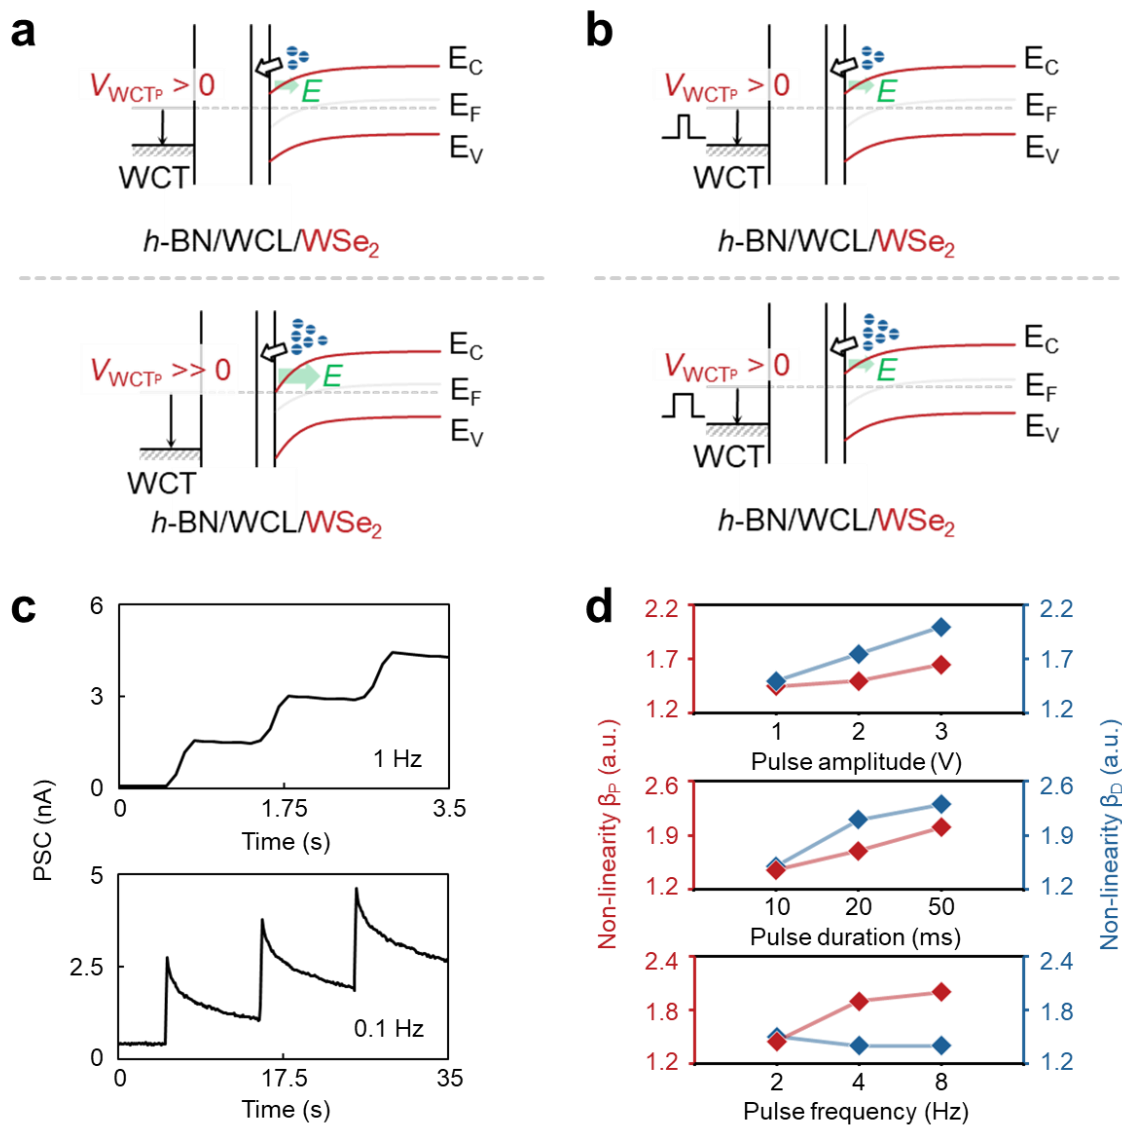 a
V_WCTP > 0
E
E_C
E_F
E_V
WCT
h-BN/WCL/WSe₂
V_WCTP >> 0
E
E_C
E_F
E_V
WCT
h-BN/WCL/WSe₂
b
V_WCTP > 0
E
E_C
E_F
E_V
WCT
h-BN/WCL/WSe₂
V_WCTP > 0
E
E_C
E_F
E_V
WCT
h-BN/WCL/WSe₂
c
PSC (nA)
6
3
0
1 Hz
0 1.75 3.5
Time (s)
5
2.5
0
0.1 Hz
0 17.5 35
Time (s)
d
Non-linearity β_P (a.u.)
Non-linearity β_D (a.u.)
2.2 2.2
1.7 1.7
1.2 1.2
1 2 3
Pulse amplitude (V)
2.6 2.6
1.9 1.9
1.2 1.2
10 20 50
Pulse duration (ms)
2.4 2.4
1.8 1.8
1.2 1.2
2 4 8
Pulse frequency (Hz)